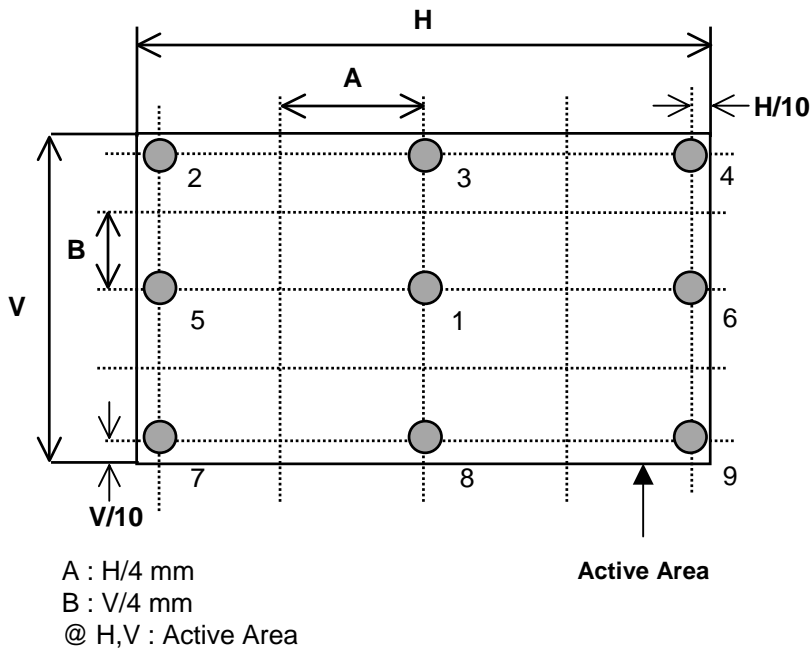 H
A
H/10
2
3
4
B
V
5
1
6
7
8
9
V/10
A : H/4 mm
Active Area
B : V/4 mm
@ H,V : Active Area